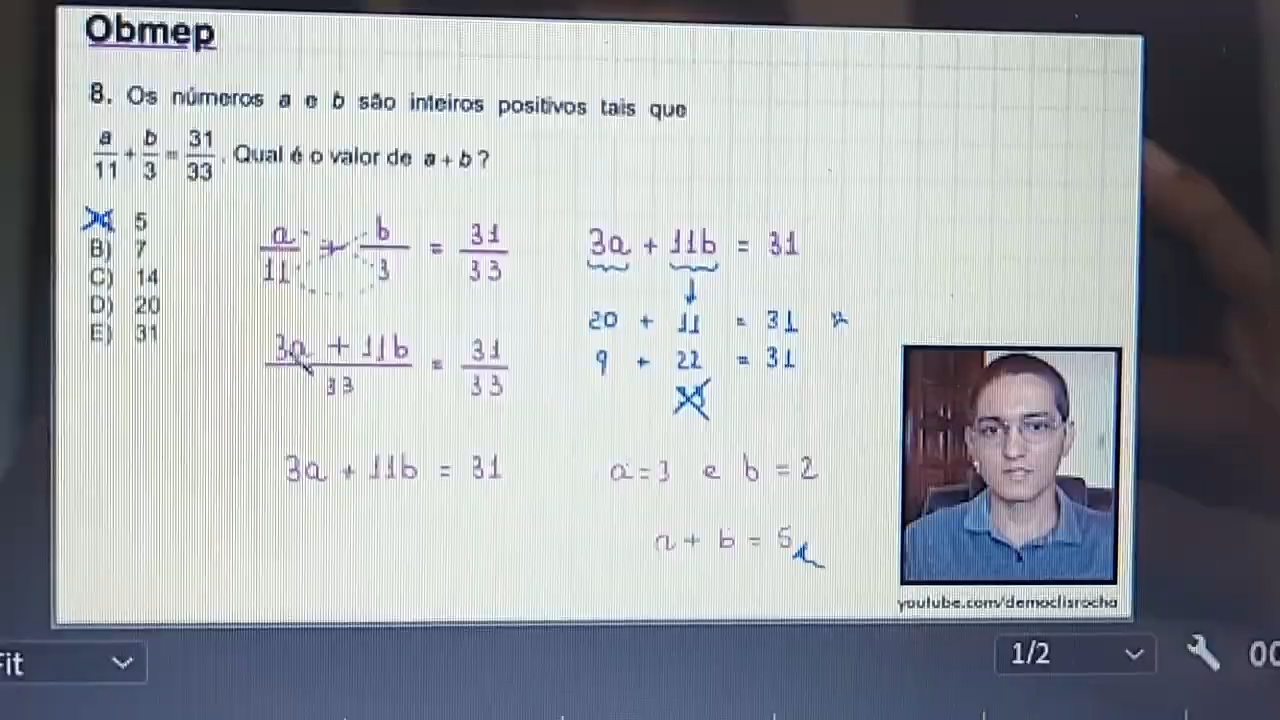 Obmep
8. Os números a e b são inteiros positivos tais que
a/11 + b/3 = 31/33 . Qual é o valor de a + b ?
5
B) 7
C) 14
D) 20
E) 31
a/11 + b/3 = 31/33
3a + 11b / 33 = 31/33
3a + 11b = 31
3a + 11b = 31
20 + 11 = 31
9 + 22 = 31
a = 3 e b = 2
a + b = 5
youtube.com/democlisrocha
Fit
1/2
00